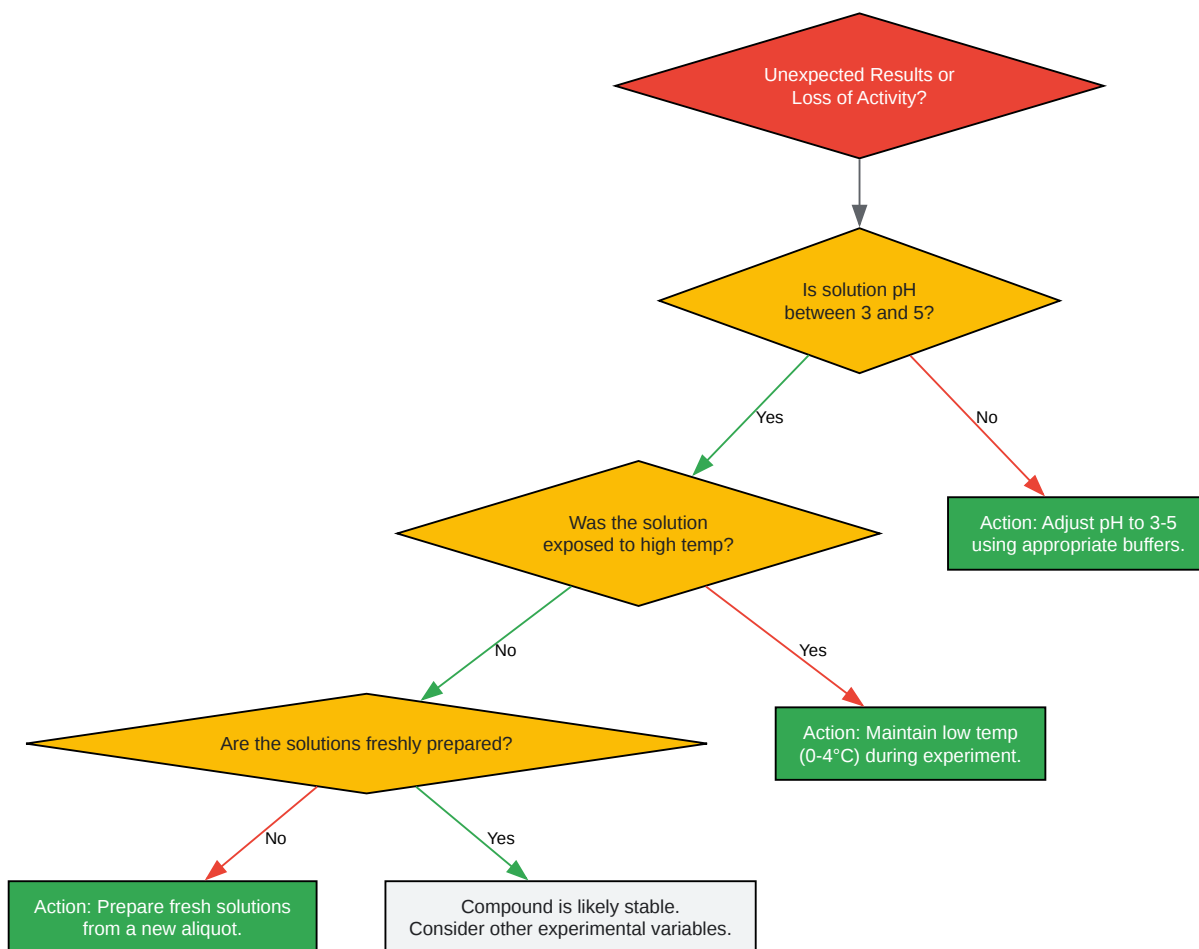 Unexpected Results or
Loss of Activity?
Is solution pH
between 3 and 5?
Yes
No
Was the solution
exposed to high temp?
Action: Adjust pH to 3-5
using appropriate buffers.
No
Yes
Are the solutions freshly prepared?
Action: Maintain low temp
(0-4°C) during experiment.
No
Yes
Action: Prepare fresh solutions
from a new aliquot.
Compound is likely stable.
Consider other experimental variables.